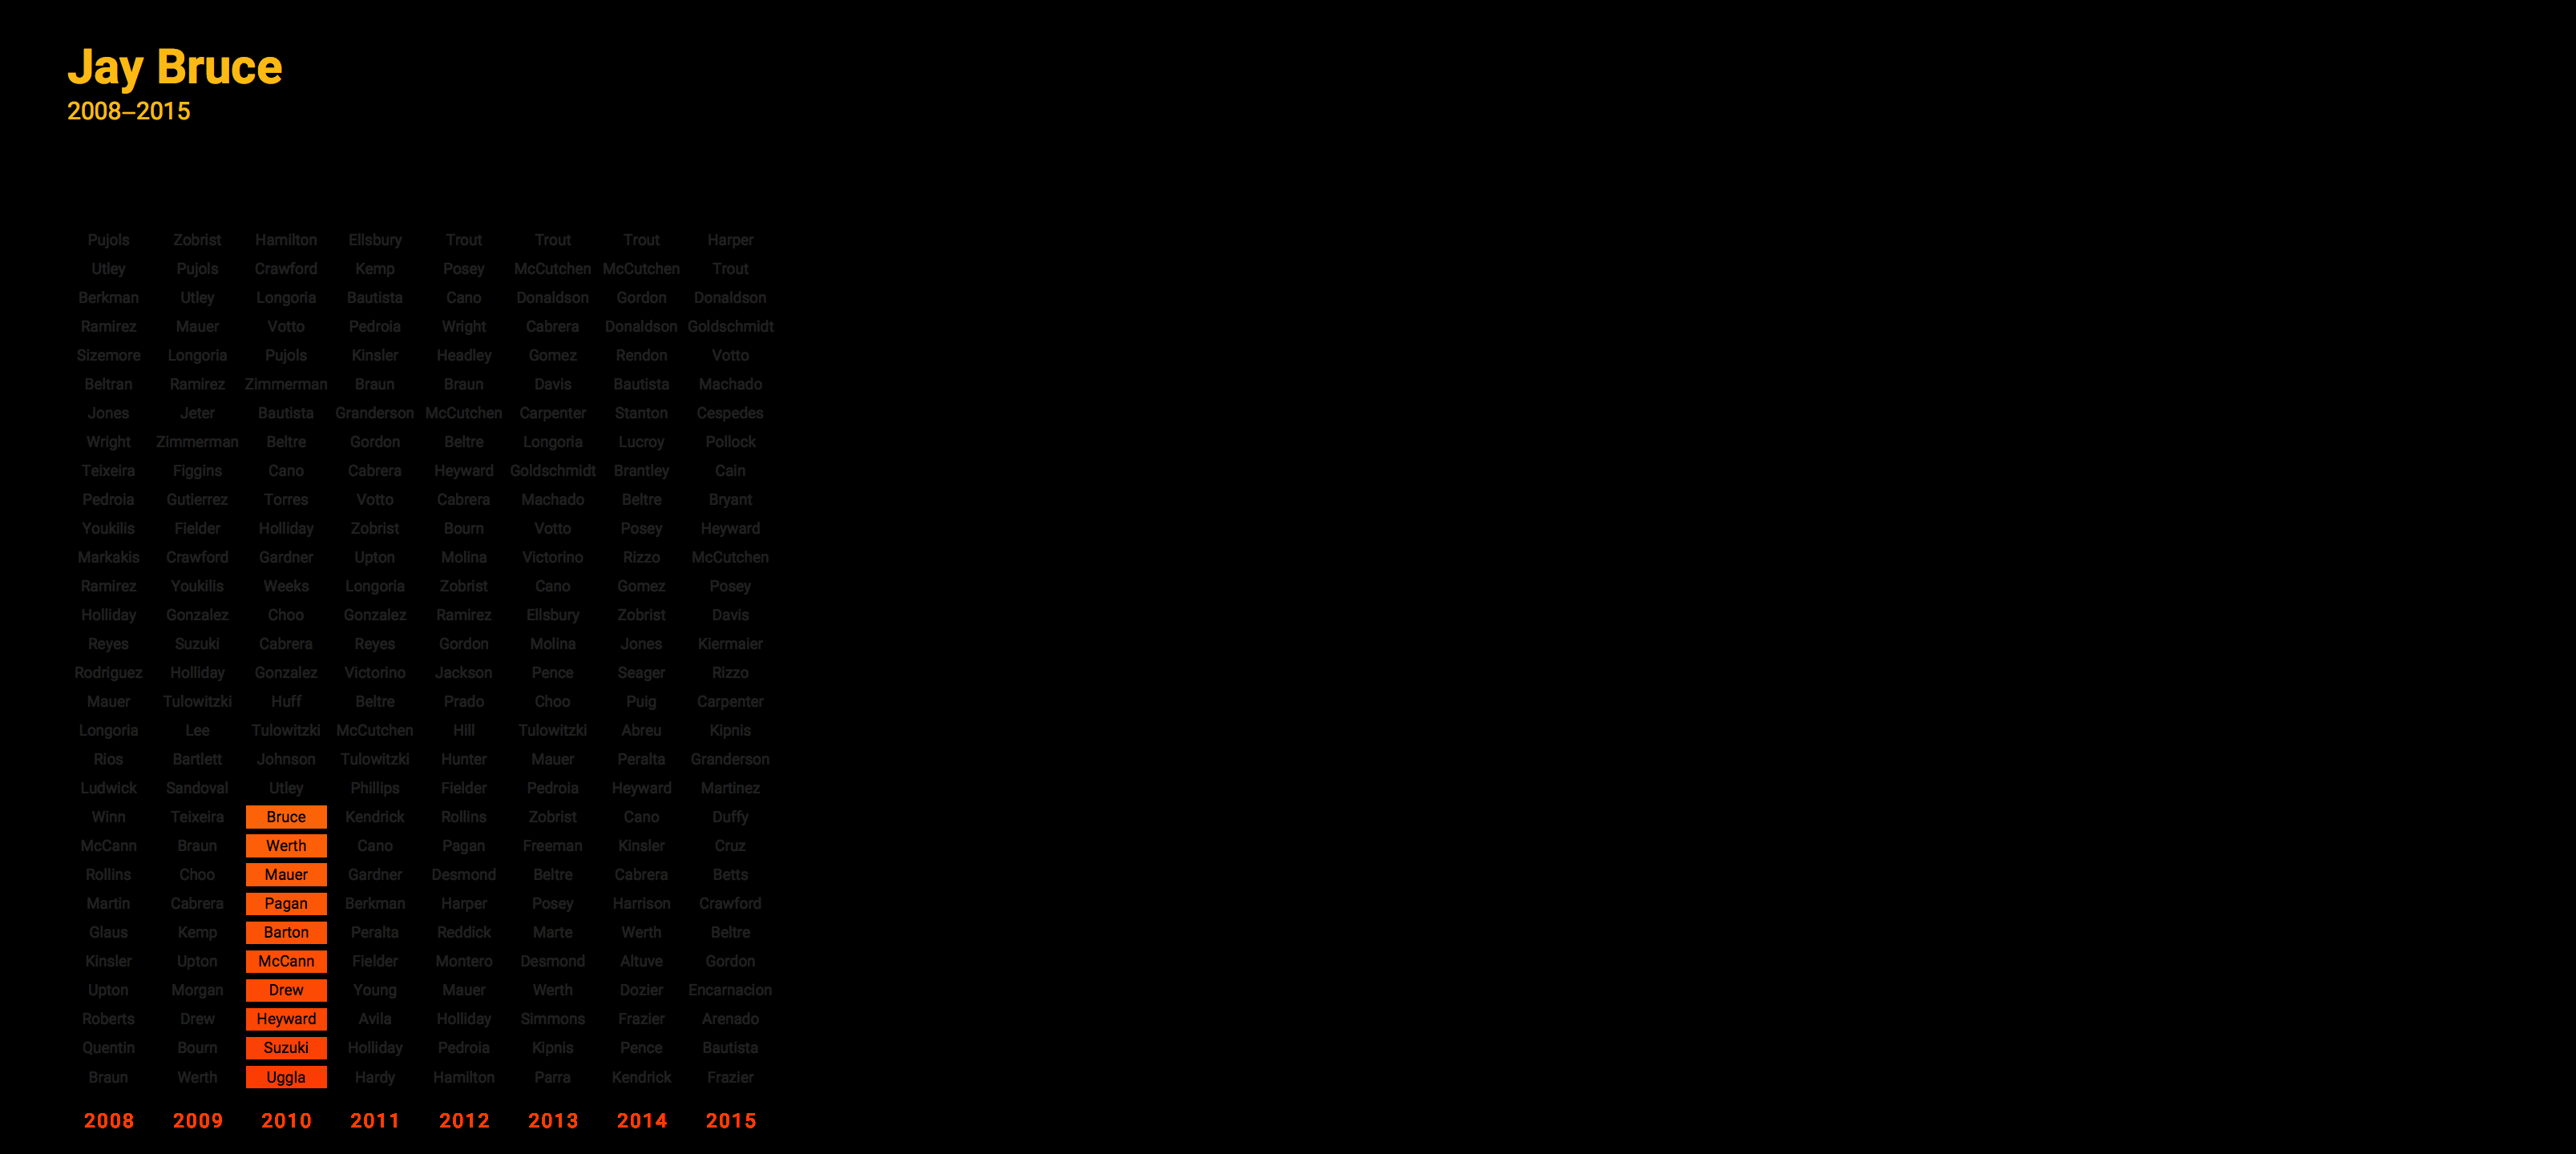 Jay Bruce
2008–2015
Pujols Zobrist Hamilton Ellsbury Trout Trout Trout Harper
Utley Pujols Crawford Kemp Posey McCutchen McCutchen Trout
Berkman Utley Longoria Bautista Cano Donaldson Gordon Donaldson
Ramirez Mauer Votto Pedroia Wright Cabrera Donaldson Goldschmidt
Sizemore Longoria Pujols Kinsler Headley Gomez Rendon Votto
Beltran Ramirez Zimmerman Braun Braun Davis Bautista Machado
Jones Jeter Bautista Granderson McCutchen Carpenter Stanton Cespedes
Wright Zimmerman Beltre Gordon Beltre Longoria Lucroy Pollock
Teixeira Figgins Cano Cabrera Heyward Goldschmidt Brantley Cain
Pedroia Gutierrez Torres Votto Cabrera Machado Beltre Bryant
Youkilis Fielder Holliday Zobrist Bourn Votto Posey Heyward
Markakis Crawford Gardner Upton Molina Victorino Rizzo McCutchen
Ramirez Youkilis Weeks Longoria Zobrist Cano Gomez Posey
Holliday Gonzalez Choo Gonzalez Ramirez Ellsbury Zobrist Davis
Reyes Suzuki Cabrera Reyes Gordon Molina Jones Kiermaier
Rodriguez Holliday Gonzalez Victorino Jackson Pence Seager Rizzo
Mauer Tulowitzki Huff Beltre Prado Choo Puig Carpenter
Longoria Lee Tulowitzki McCutchen Hill Tulowitzki Abreu Kipnis
Rios Bartlett Johnson Tulowitzki Hunter Mauer Peralta Granderson
Ludwick Sandoval Utley Phillips Fielder Pedroia Heyward Martinez
Winn Teixeira Bruce Kendrick Rollins Zobrist Cano Duffy
McCann Braun Werth Cano Pagan Freeman Kinsler Cruz
Rollins Choo Mauer Gardner Desmond Beltre Cabrera Betts
Martin Cabrera Pagan Berkman Harper Posey Harrison Crawford
Glaus Kemp Barton Peralta Reddick Marte Werth Beltre
Kinsler Upton McCann Fielder Montero Desmond Altuve Gordon
Upton Morgan Drew Young Mauer Werth Dozier Encarnacion
Roberts Drew Heyward Avila Holliday Simmons Frazier Arenado
Quentin Bourn Suzuki Holliday Pedroia Kipnis Pence Bautista
Braun Werth Uggla Hardy Hamilton Parra Kendrick Frazier
2008 2009 2010 2011 2012 2013 2014 2015